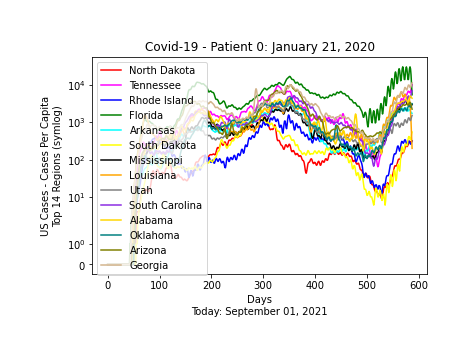 Covid-19 - Patient 0: January 21, 2020
US Cases - Cases Per Capita
Top 14 Regions (symlog)
10⁴
10³
10²
10¹
10⁰
0
North Dakota
Tennessee
Rhode Island
Florida
Arkansas
South Dakota
Mississippi
Louisiana
Utah
South Carolina
Alabama
Oklahoma
Arizona
Georgia
0 100 200 300 400 500 600
Days
Today: September 01, 2021